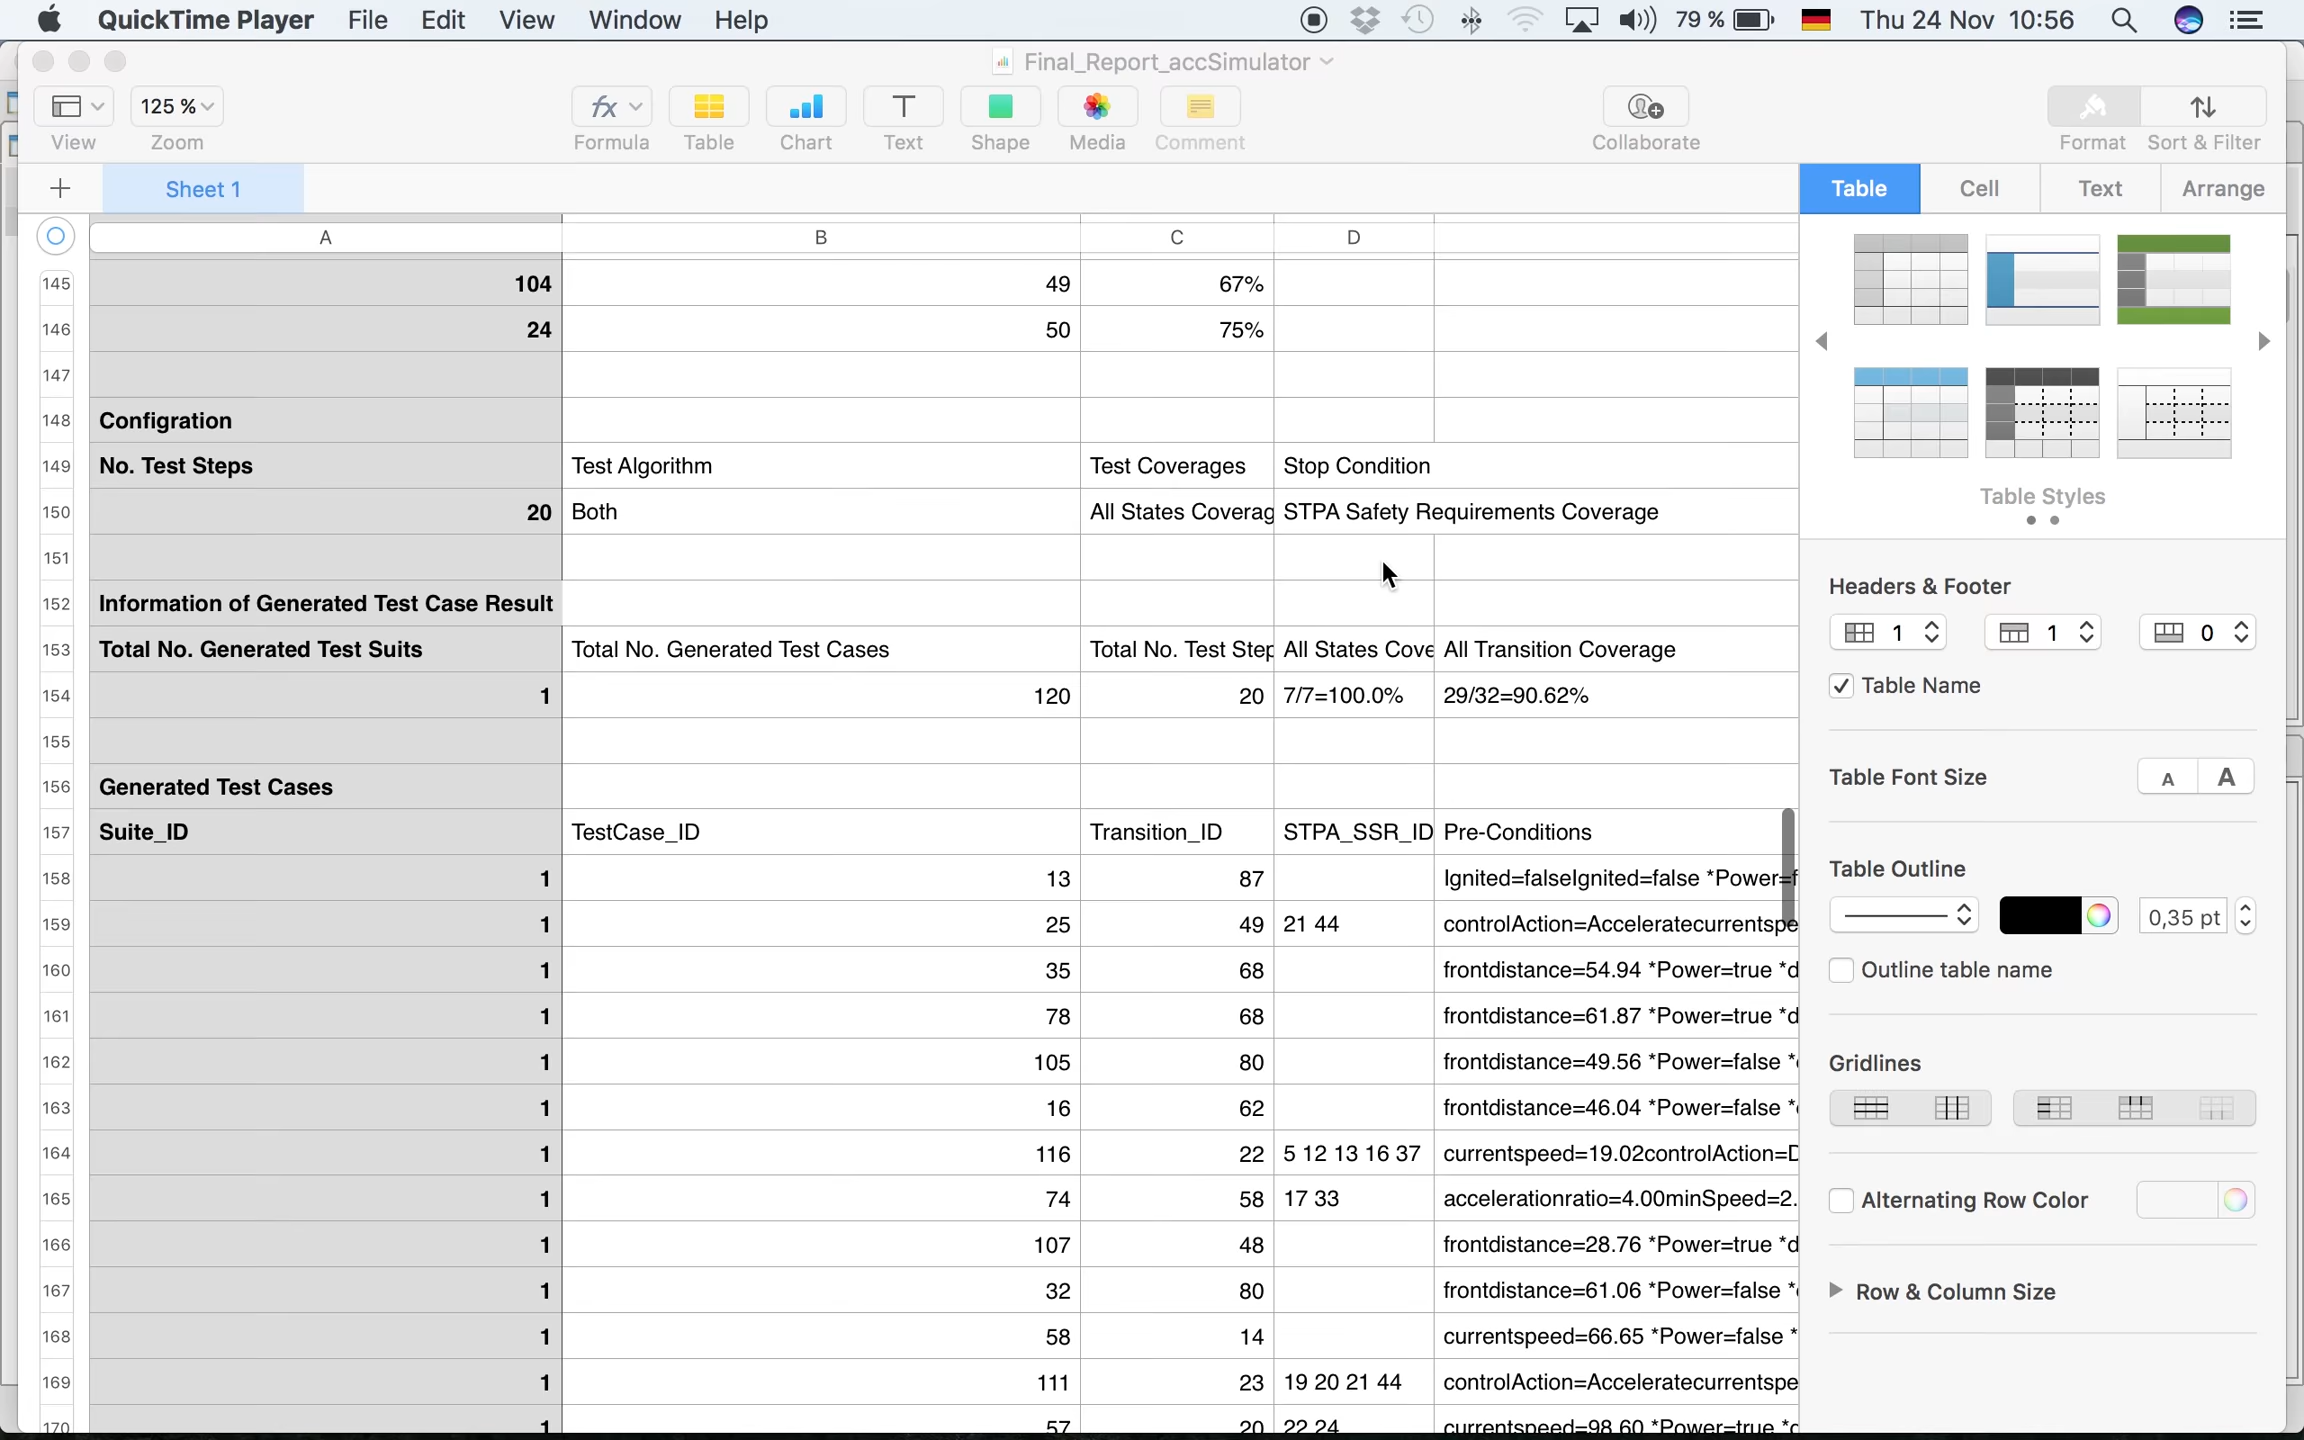 QuickTime Player File Edit View Window Help 79 % Thu 24 Nov 10:56
Final_Report_accSimulator
125 %
View Zoom Formula Table Chart Text Shape Media Comment Collaborate Format Sort & Filter
Sheet 1
Table Cell Text Arrange
A B C D
145 104 49 67%
146 24 50 75%
147
148 Configration
149 No. Test Steps Test Algorithm Test Coverages Stop Condition
150 20 Both All States Coverag STPA Safety Requirements Coverage
151
152 Information of Generated Test Case Result
153 Total No. Generated Test Suits Total No. Generated Test Cases Total No. Test Step All States Cove All Transition Coverage
154 1 120 20 7/7=100.0% 29/32=90.62%
155
156 Generated Test Cases
157 Suite_ID TestCase_ID Transition_ID STPA_SSR_ID Pre-Conditions
158 1 13 87 Ignited=falseIgnited=false *Power=f
159 1 25 49 21 44 controlAction=Acceleratecurrentspe
160 1 35 68 frontdistance=54.94 *Power=true *d
161 1 78 68 frontdistance=61.87 *Power=true *d
162 1 105 80 frontdistance=49.56 *Power=false *
163 1 16 62 frontdistance=46.04 *Power=false *
164 1 116 22 5 12 13 16 37 currentspeed=19.02controlAction=D
165 1 74 58 17 33 accelerationratio=4.00minSpeed=2.
166 1 107 48 frontdistance=28.76 *Power=true *d
167 1 32 80 frontdistance=61.06 *Power=false *
168 1 58 14 currentspeed=66.65 *Power=false *
169 1 111 23 19 20 21 44 controlAction=Acceleratecurrentspe
170 1 57 20 22 24 currentspeed=98.60 *Power=true *d
Table Styles
Headers & Footer
1 1 0
Table Name
Table Font Size A A
Table Outline
0,35 pt
Outline table name
Gridlines
Alternating Row Color
Row & Column Size